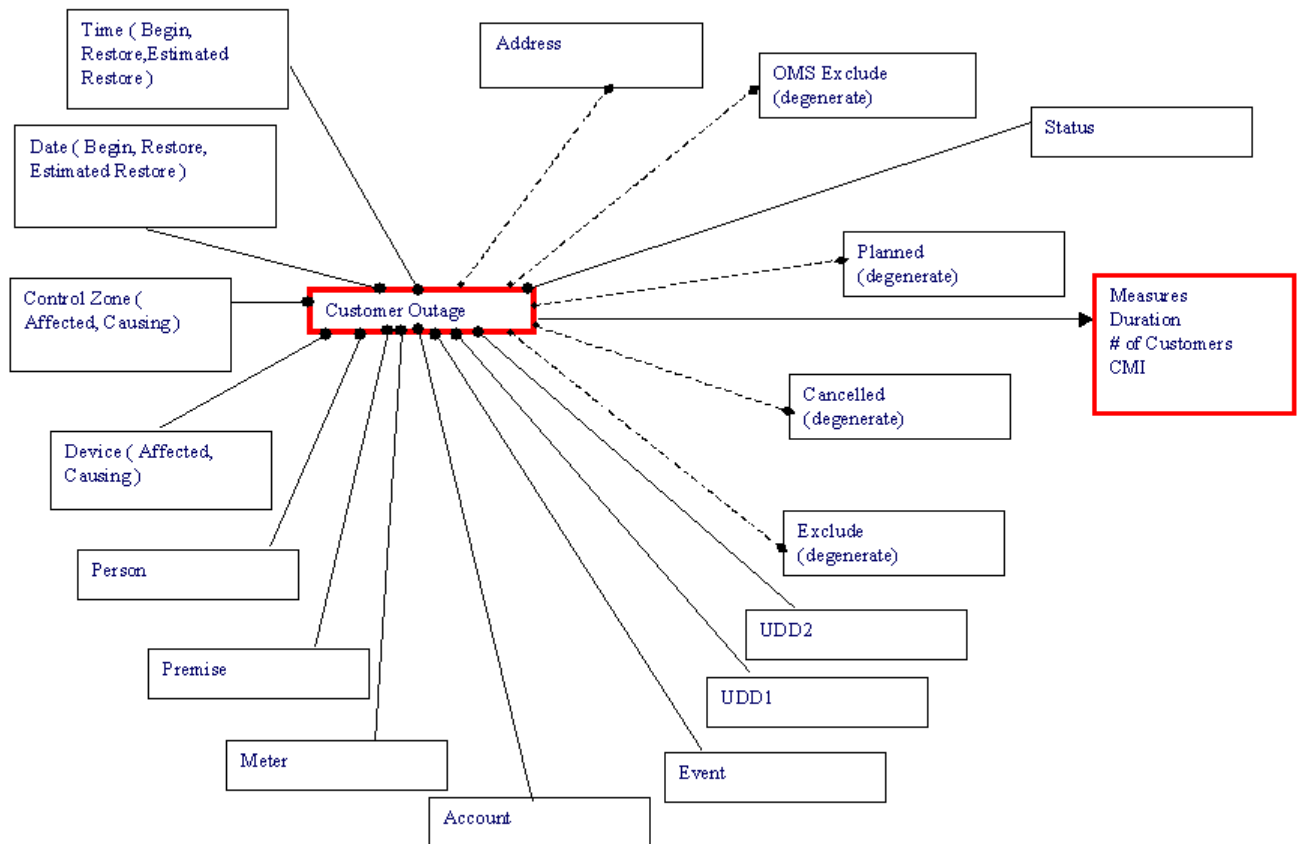 Time ( Begin,
Restore,Estimated
Restore )
Address
OMS Exclude
(degenerate)
Status
Date ( Begin, Restore,
Estimated Restore )
Planned
(degenerate)
Control Zone (
Affected, Causing )
Customer Outage
Measures
Duration
# of Customers
CMI
Cancelled
(degenerate)
Device ( Affected,
Causing )
Exclude
(degenerate)
Person
UDD2
Premise
UDD1
Meter
Event
Account